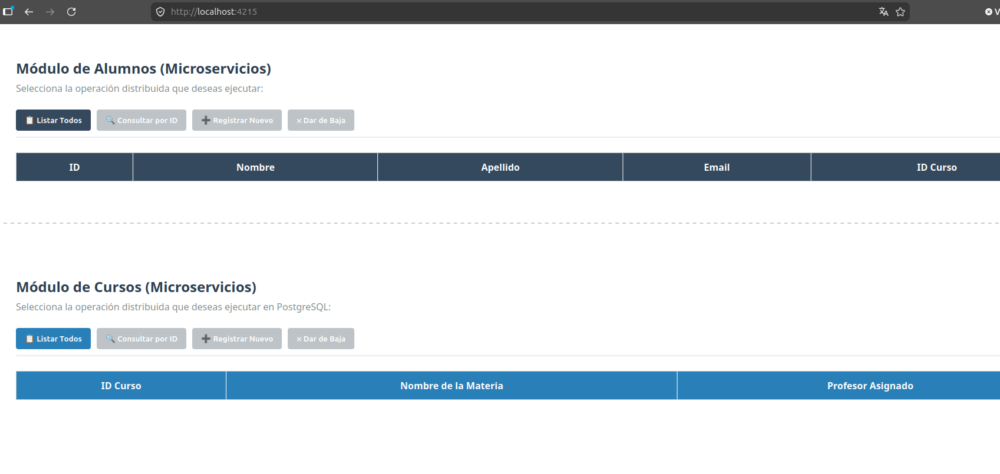 http://localhost:4215
V
Módulo de Alumnos (Microservicios)
Selecciona la operación distribuida que deseas ejecutar:
📋 Listar Todos 🔍 Consultar por ID ➕ Registrar Nuevo × Dar de Baja
ID Nombre Apellido Email ID Curso
Módulo de Cursos (Microservicios)
Selecciona la operación distribuida que deseas ejecutar en PostgreSQL:
📋 Listar Todos 🔍 Consultar por ID ➕ Registrar Nuevo × Dar de Baja
ID Curso Nombre de la Materia Profesor Asignado